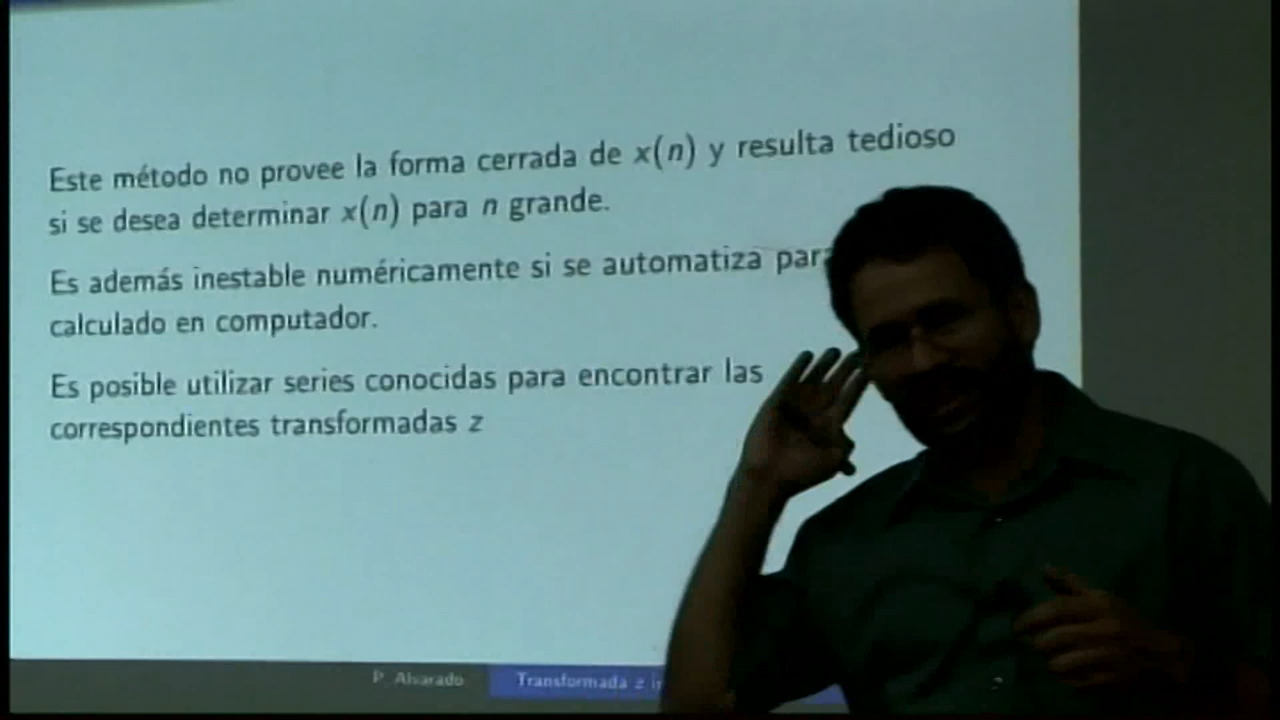 Este método no provee la forma cerrada de x(n) y resulta tedioso
si se desea determinar x(n) para n grande.
Es además inestable numéricamente si se automatiza para
calculado en computador.
Es posible utilizar series conocidas para encontrar las
correspondientes transformadas z
P. Alvarado
Transformada z